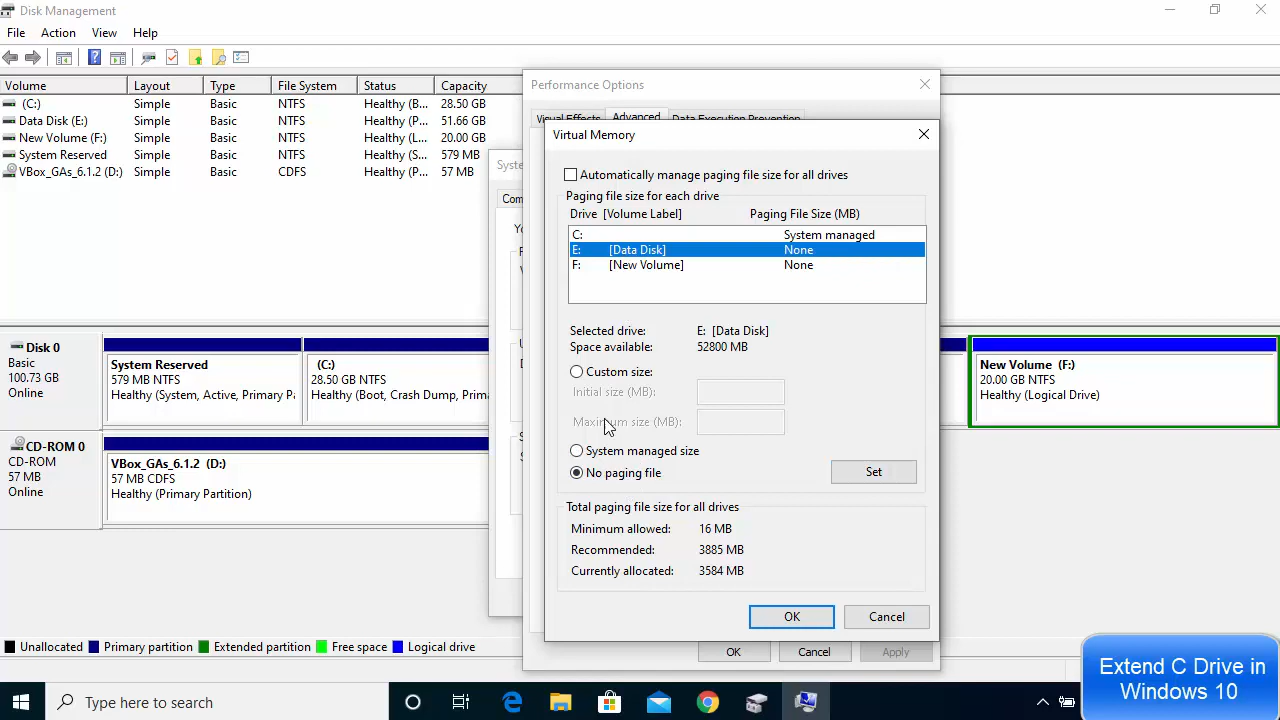 Disk Management
File Action View Help
Volume Layout Type File System Status Capacity
(C:) Simple Basic NTFS Healthy (B... 28.50 GB
Data Disk (E:) Simple Basic NTFS Healthy (P... 51.66 GB
New Volume (F:) Simple Basic NTFS Healthy (L... 20.00 GB
System Reserved Simple Basic NTFS Healthy (S... 579 MB
VBox_GAs_6.1.2 (D:) Simple Basic CDFS Healthy (P... 57 MB
Disk 0
Basic
100.73 GB
Online
System Reserved
579 MB NTFS
Healthy (System, Active, Primary Pa
(C:)
28.50 GB NTFS
Healthy (Boot, Crash Dump, Prima
New Volume (F:)
20.00 GB NTFS
Healthy (Logical Drive)
CD-ROM 0
CD-ROM
57 MB
Online
VBox_GAs_6.1.2 (D:)
57 MB CDFS
Healthy (Primary Partition)
Unallocated Primary partition Extended partition Free space Logical drive
Syste
Com
Performance Options
Visual Effects Advanced Data Execution Prevention
Virtual Memory
Automatically manage paging file size for all drives
Paging file size for each drive
Drive [Volume Label] Paging File Size (MB)
C: System managed
E: [Data Disk] None
F: [New Volume] None
Selected drive: E: [Data Disk]
Space available: 52800 MB
Custom size:
Initial size (MB):
Maximum size (MB):
System managed size
No paging file Set
Total paging file size for all drives
Minimum allowed: 16 MB
Recommended: 3885 MB
Currently allocated: 3584 MB
OK Cancel
OK Cancel Apply
Extend C Drive in
Windows 10
Type here to search